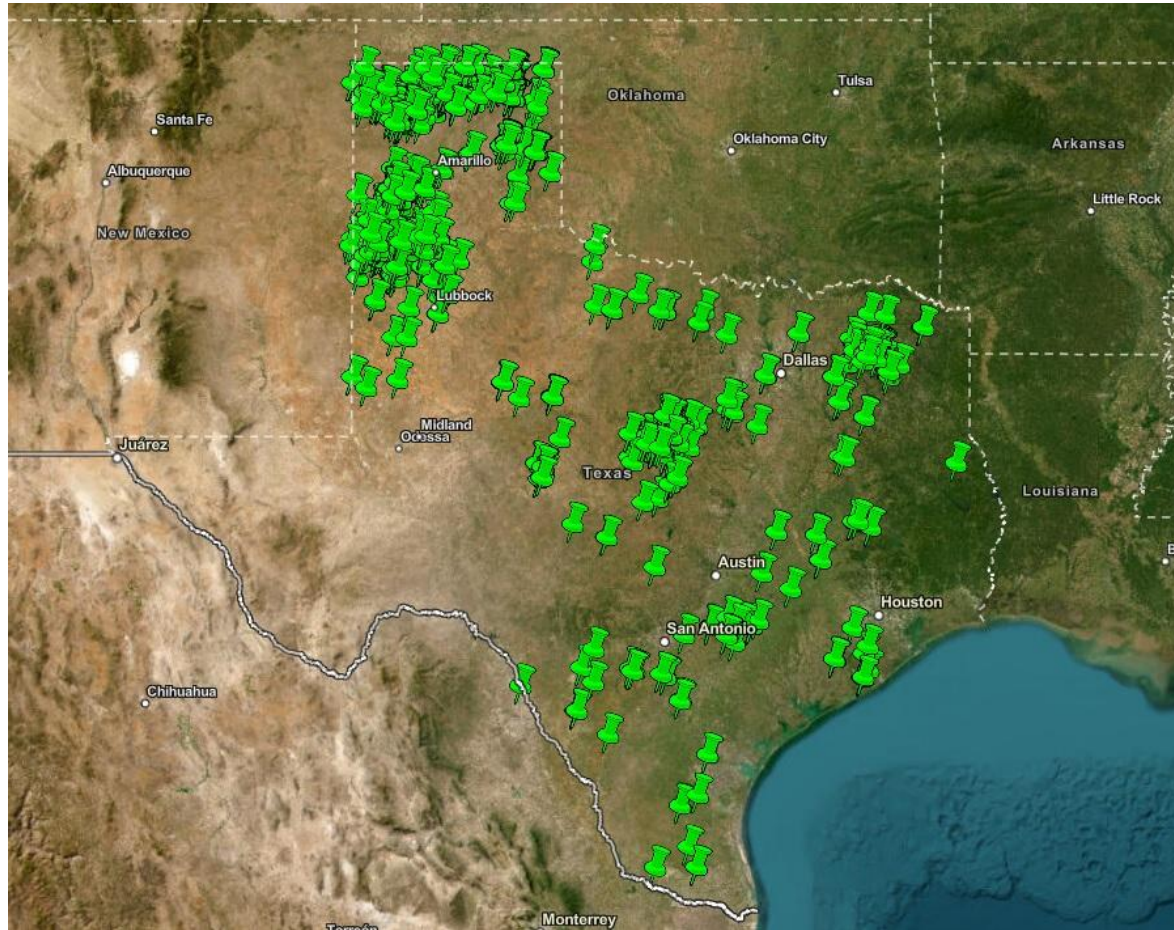 Tulsa
Oklahoma
Santa Fe
Oklahoma City
Arkansas
Amarillo
Albuquerque
Little Rock
New Mexico
Lubbock
Dallas
Midland
Odessa
Juárez
Texas
Louisiana
Austin
Houston
San Antonio
Chihuahua
Monterrey